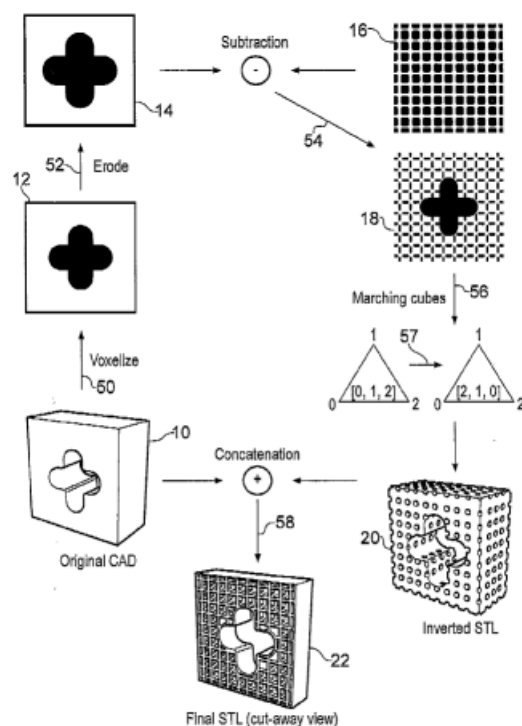 Subtraction
-
16
14
54
52
Erode
12
18
Marching cubes
56
57
1
1
Voxelize
[0, 1, 2]
[2, 1, 0]
50
0
2
0
2
10
Concatenation
+
58
20
Original CAD
Inverted STL
22
Final STL (cut-away view)